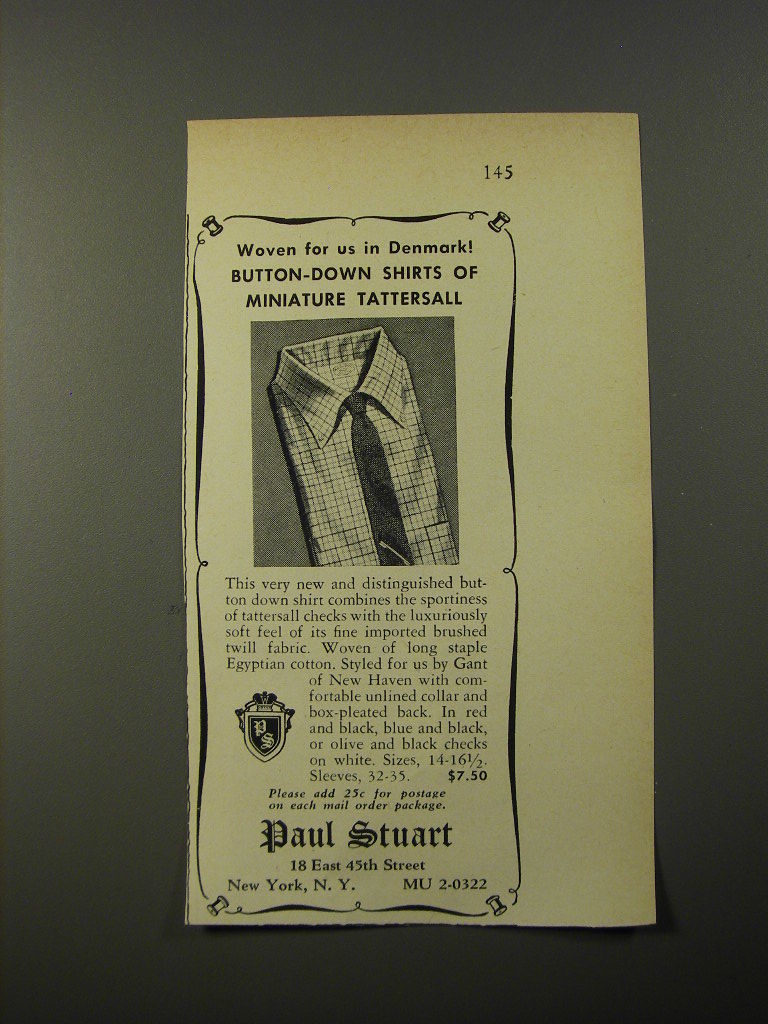 145
Woven for us in Denmark!
BUTTON-DOWN SHIRTS OF
MINIATURE TATTERSALL
This very new and distinguished but-
ton down shirt combines the sportiness
of tattersall checks with the luxuriously
soft feel of its fine imported brushed
twill fabric. Woven of long staple
Egyptian cotton. Styled for us by Gant
of New Haven with com-
fortable unlined collar and
box-pleated back. In red
and black, blue and black,
or olive and black checks
on white. Sizes, 14-16½.
Sleeves, 32-35. $7.50
PS
Please add 25c for postage
on each mail order package.
Paul Stuart
18 East 45th Street
New York, N. Y. MU 2-0322